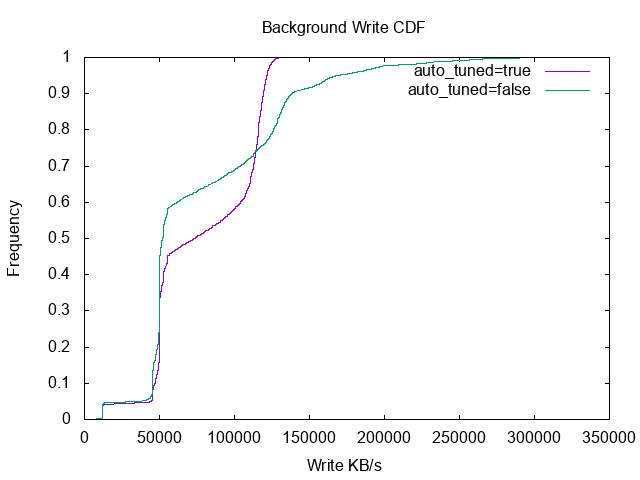 Background Write CDF
1
0.9
0.8
0.7
0.6
0.5
0.4
0.3
0.2
0.1
0
Frequency
auto_tuned=true
auto_tuned=false
0 50000 100000 150000 200000 250000 300000 350000
Write KB/s